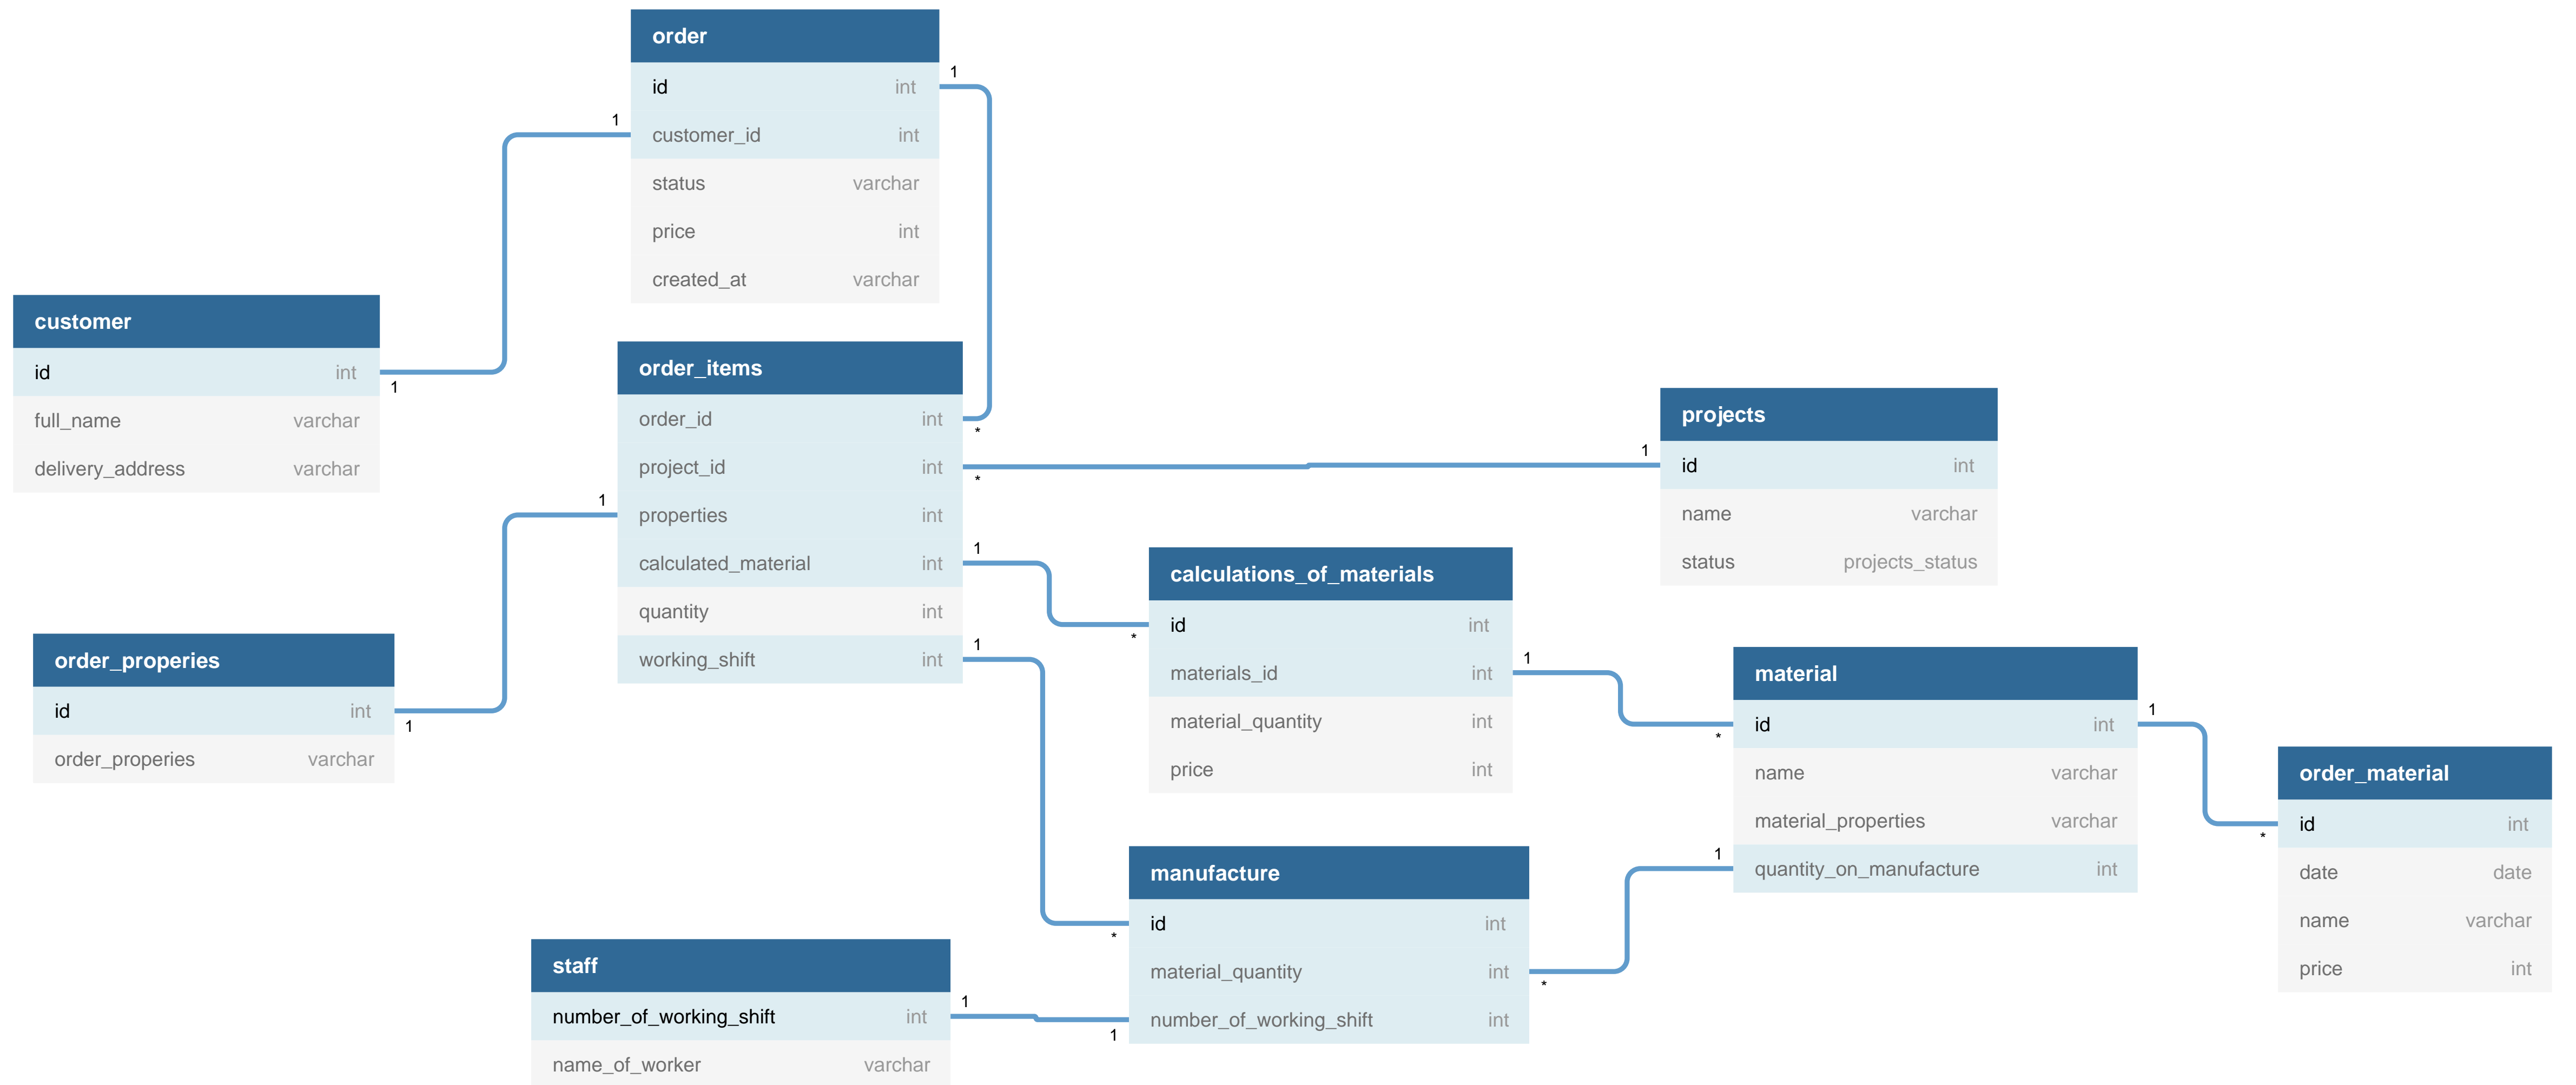 order
id int
customer_id int
status varchar
price int
created_at varchar
1
1
customer
id int
full_name varchar
delivery_address varchar
1
order_items
order_id int
project_id int
properties int
calculated_material int
quantity int
working_shift int
*
*
1
1
1
projects
id int
name varchar
status projects_status
1
order_properies
id int
order_properies varchar
1
calculations_of_materials
id int
materials_id int
material_quantity int
price int
*
1
material
id int
name varchar
material_properties varchar
quantity_on_manufacture int
*
1
1
order_material
id int
date date
name varchar
price int
*
manufacture
id int
material_quantity int
number_of_working_shift int
*
*
1
staff
number_of_working_shift int
name_of_worker varchar
1